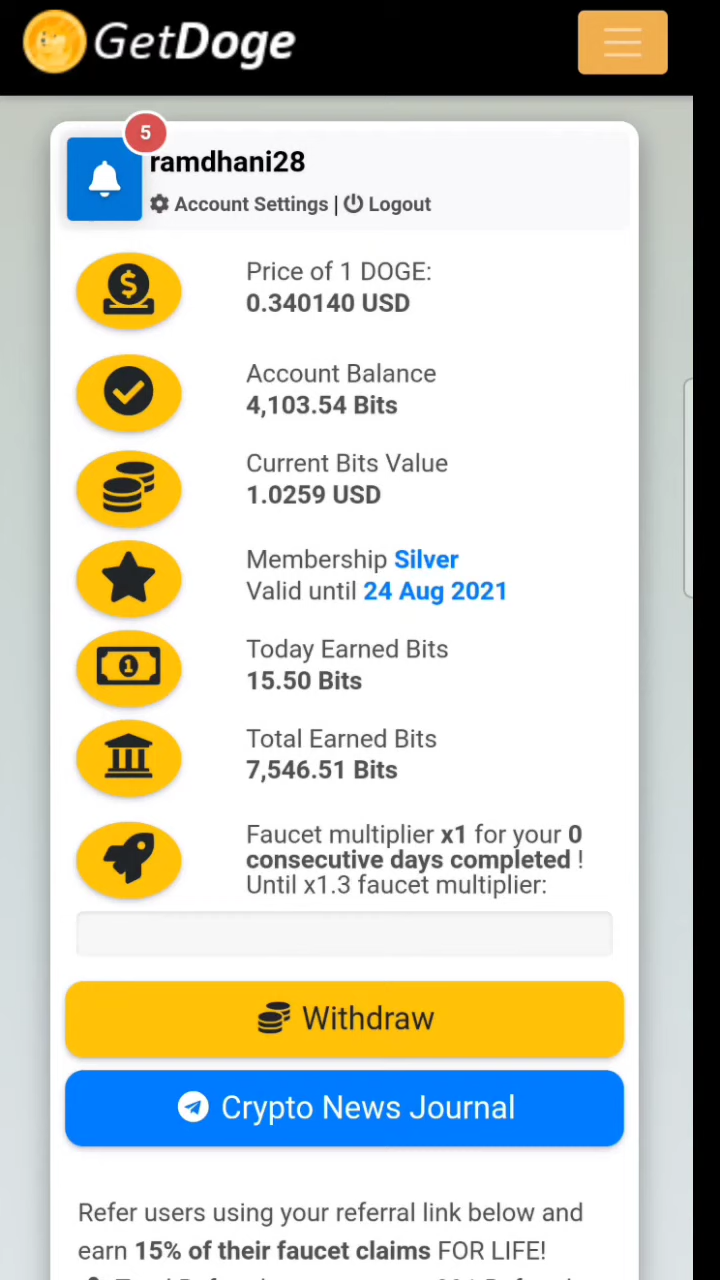 GetDoge
5
ramdhani28
Account Settings | Logout
Price of 1 DOGE:
0.340140 USD
Account Balance
4,103.54 Bits
Current Bits Value
1.0259 USD
Membership Silver
Valid until 24 Aug 2021
Today Earned Bits
15.50 Bits
Total Earned Bits
7,546.51 Bits
Faucet multiplier x1 for your 0
consecutive days completed !
Until x1.3 faucet multiplier:
Withdraw
Crypto News Journal
Refer users using your referral link below and
earn 15% of their faucet claims FOR LIFE!